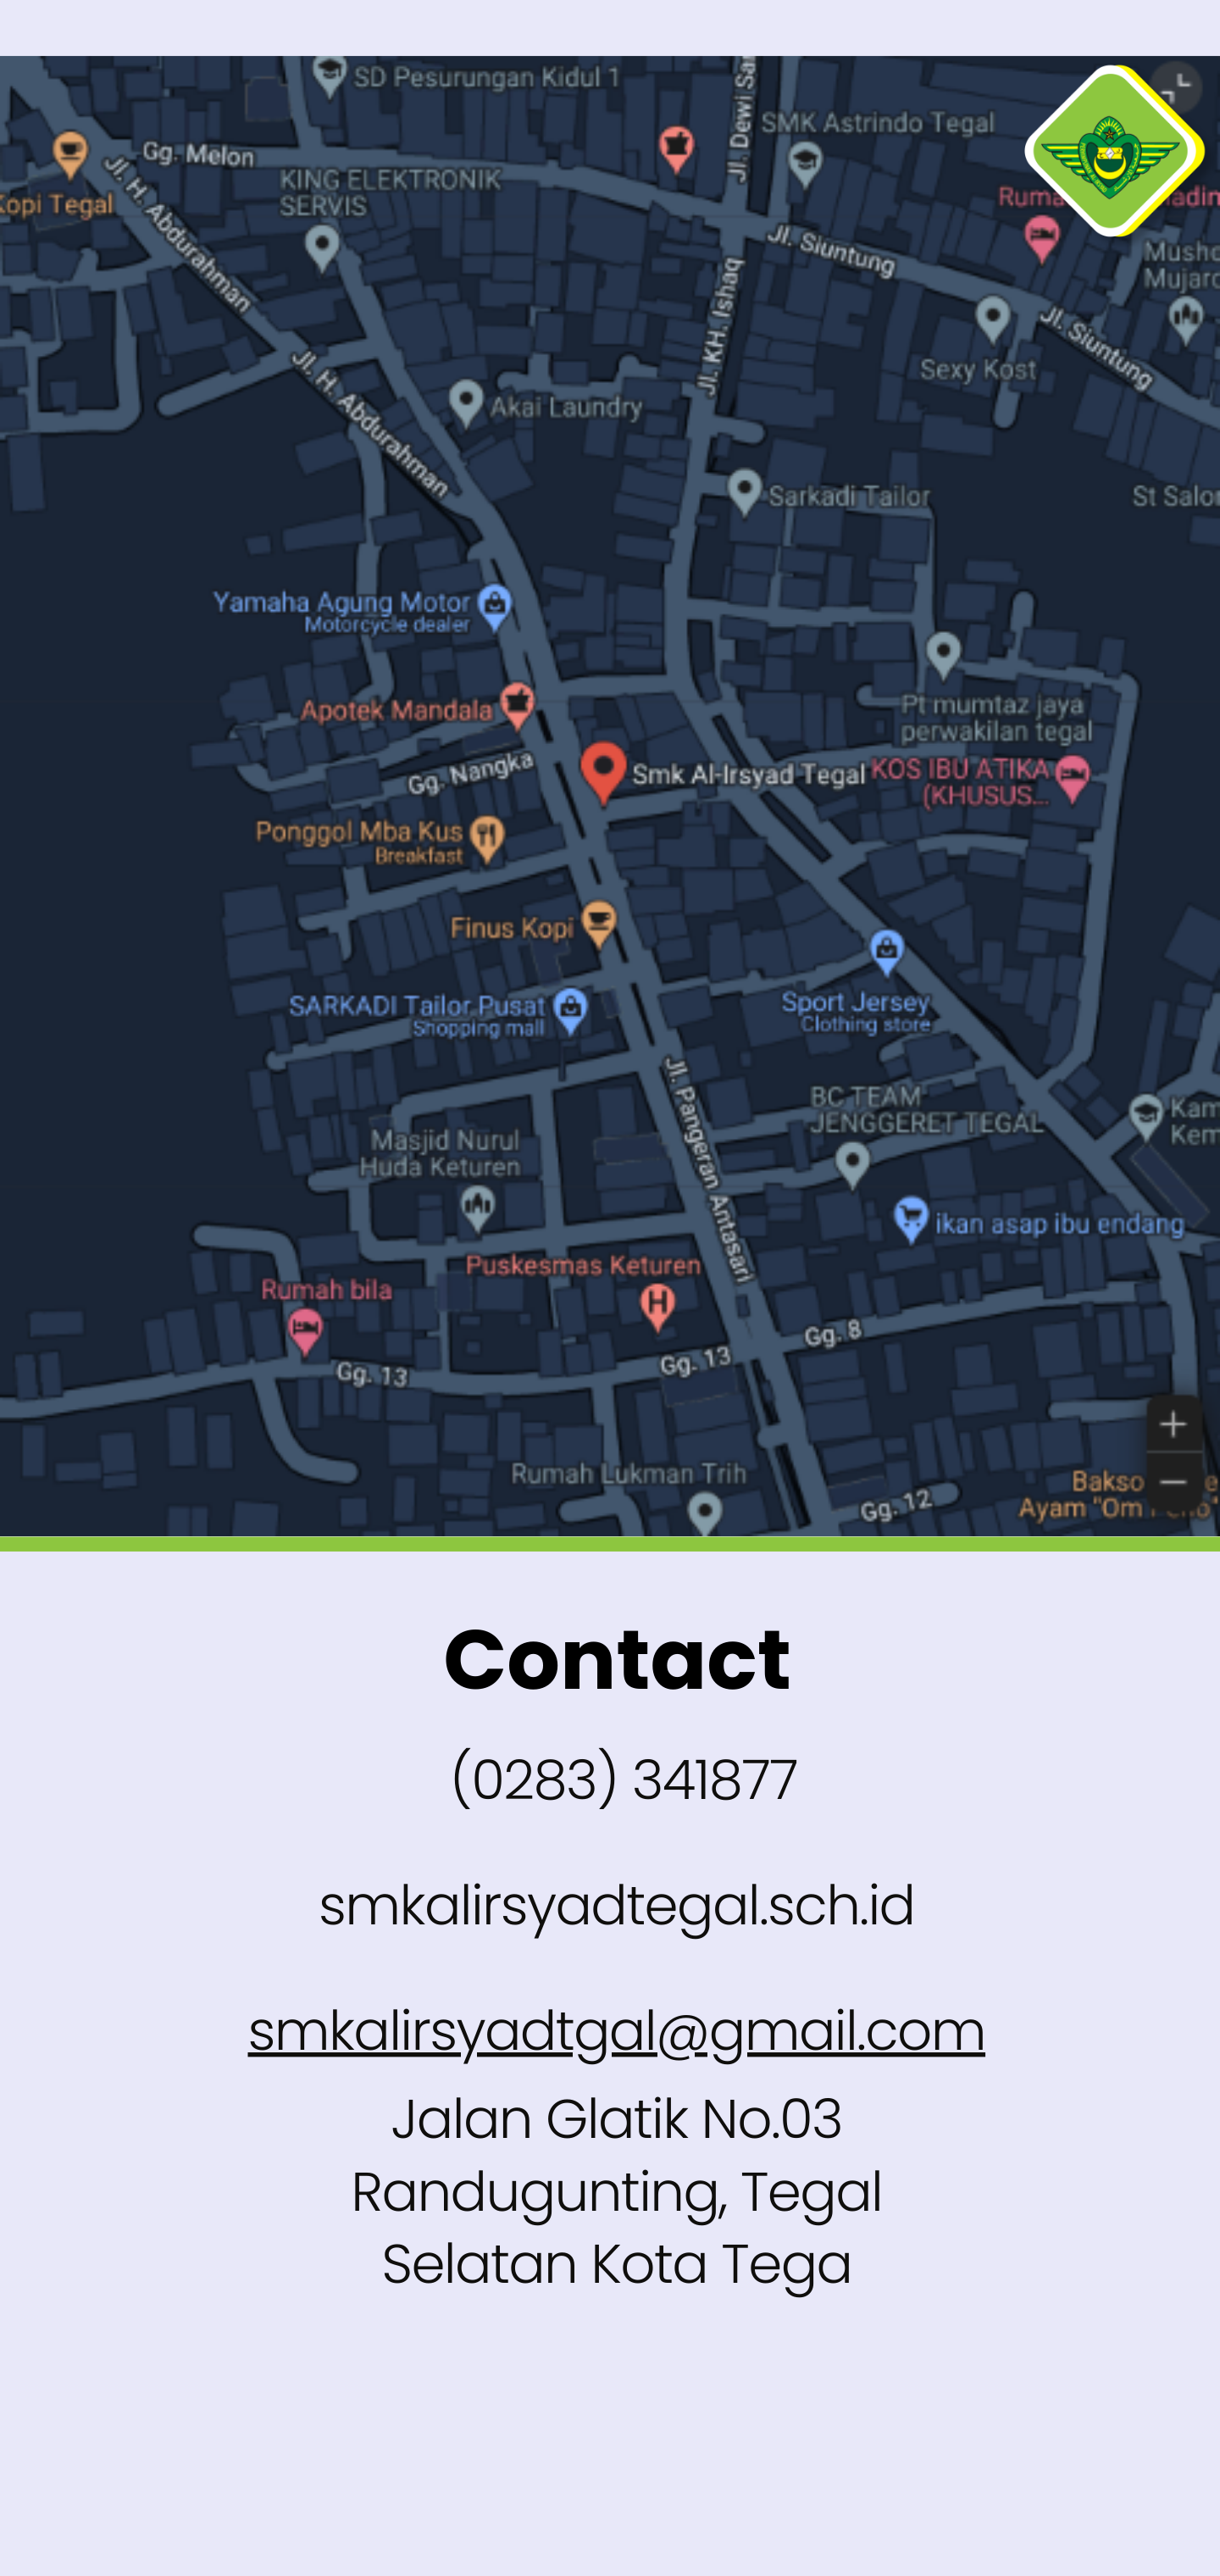 SD Pesurungan Kidul 1
Jl. Dewi Sar
SMK Astrindo Tegal
Gg. Melon
Kopi Tegal
Jl. H. Abdurahman
KING ELEKTRONIK
SERVIS
Jl. Siuntung
Musho
Jl. KH. Ishaq
Jl. Siuntung
Sexy Kost
Jl. H. Abdurahman
Akai Laundry
Sarkadi Tailor
St Salo
Yamaha Agung Motor
Motorcycle dealer
Apotek Mandala
Pt mumtaz jaya
perwakilan tegal
Gg. Nangka
Smk Al-Irsyad Tegal
KOS IBU ATIKA
(KHUSUS...
Ponggol Mba Kus
Breakfast
Finus Kopi
SARKADI Tailor Pusat
Shopping mall
Sport Jersey
Clothing store
Jl. Pangeran Antasari
BC TEAM
JENGGERET TEGAL
Kam
Kem
Masjid Nurul
Huda Keturen
ikan asap ibu endang
Puskesmas Keturen
Rumah bila
Gg. 8
Gg. 13
Gg. 13
Rumah Lukman Trih
Gg. 12
Bakso
Ayam "Om
Contact
(0283) 341877
smkalirsyadtegal.sch.id
smkalirsyadtgal@gmail.com
Jalan Glatik No.03
Randugunting, Tegal
Selatan Kota Tega